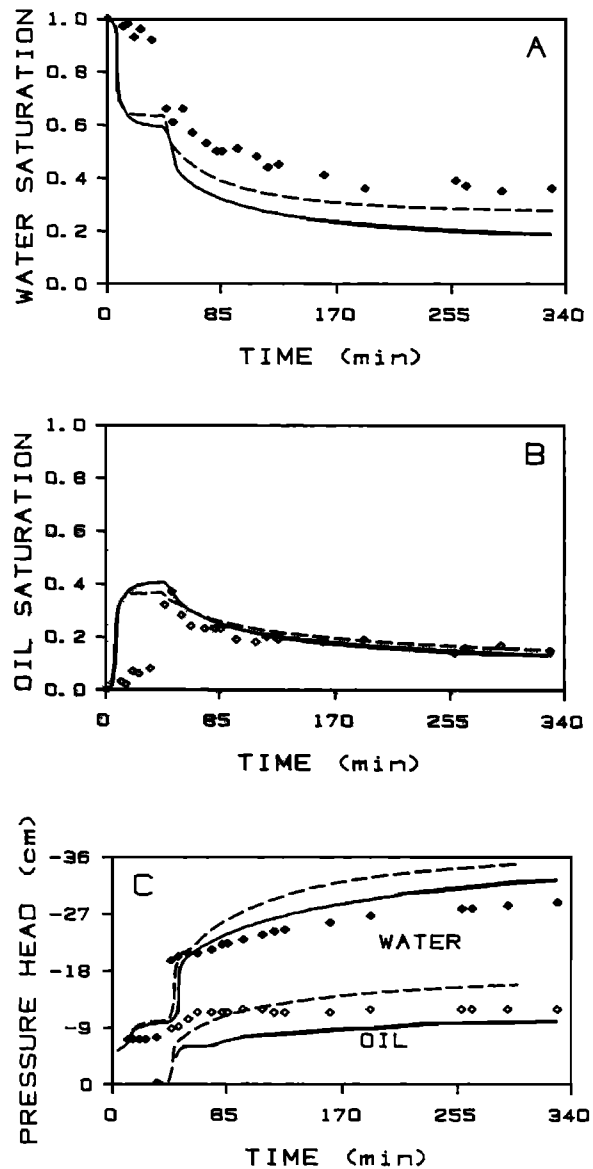 A
WATER SATURATION
1.0
0.8
0.6
0.4
0.2
0.0
0 85 170 255 340
TIME (min)
B
OIL SATURATION
1.0
0.8
0.6
0.4
0.2
0.0
0 85 170 255 340
TIME (min)
C
PRESSURE HEAD (cm)
-36
-27
-18
-9
0
WATER
OIL
0 85 170 255 340
TIME (min)